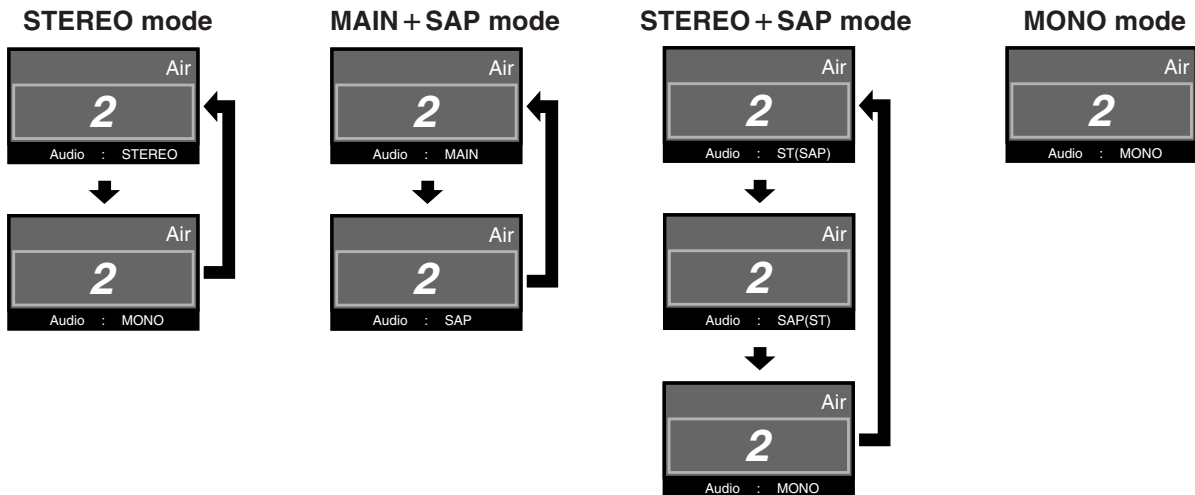 STEREO mode
Air
2
Audio : STEREO
Air
2
Audio : MONO
MAIN+SAP mode
Air
2
Audio : MAIN
Air
2
Audio : SAP
STEREO+SAP mode
Air
2
Audio : ST(SAP)
Air
2
Audio : SAP(ST)
Air
2
Audio : MONO
MONO mode
Air
2
Audio : MONO